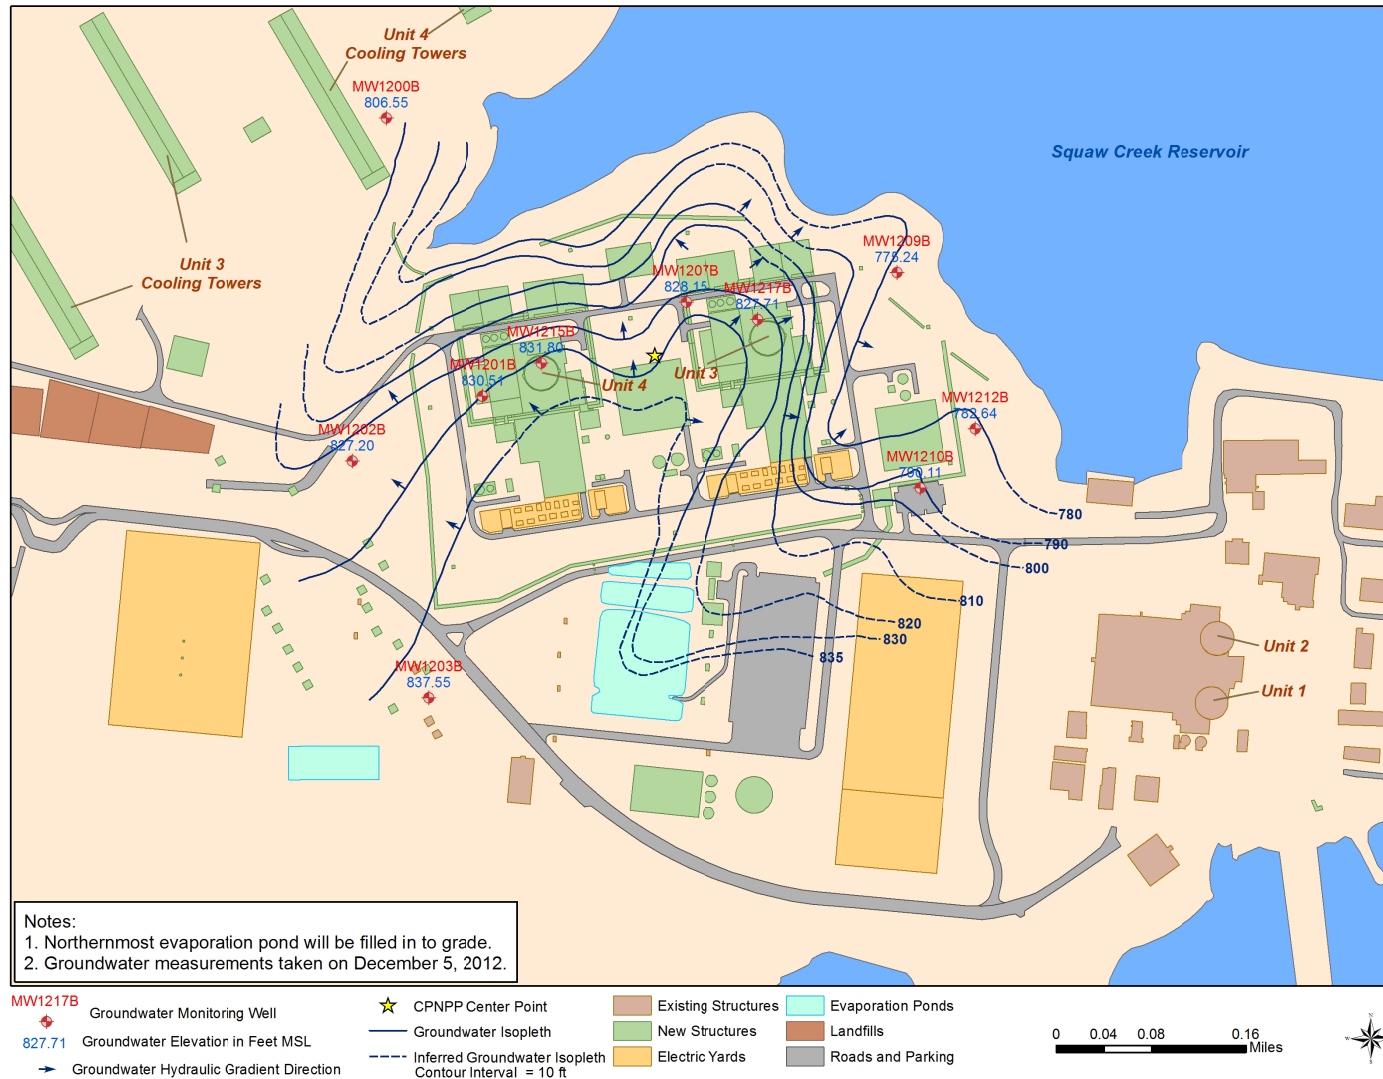 Unit 4
Cooling Towers
MW1200B
806.55
Squaw Creek Reservoir
Unit 3
Cooling Towers
MW1209B
775.24
MW1207B
828.15
MW1217B
827.71
MW1215B
831.80
MW1201B
830.51
Unit 4
Unit 3
MW1202B
827.20
MW1212B
782.64
MW1210B
790.11
780
790
800
810
820
830
835
MW1203B
837.55
Unit 2
Unit 1
Notes:
1. Northernmost evaporation pond will be filled in to grade.
2. Groundwater measurements taken on December 5, 2012.
MW1217B
827.71
Groundwater Monitoring Well
Groundwater Elevation in Feet MSL
Groundwater Hydraulic Gradient Direction
CPNPP Center Point
Groundwater Isopleth
Inferred Groundwater Isopleth
Contour Interval = 10 ft
Existing Structures
New Structures
Electric Yards
Evaporation Ponds
Landfills
Roads and Parking
0 0.04 0.08 0.16
Miles
N
W E
S